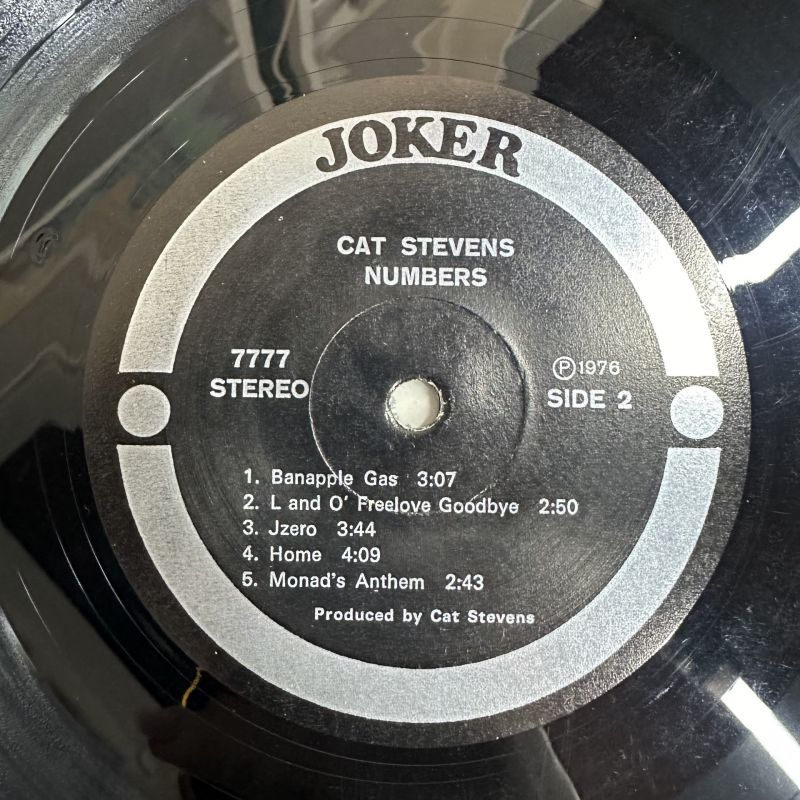 JOKER
CAT STEVENS
NUMBERS
7777
STEREO
Ⓟ1976
SIDE 2
1. Banapple Gas 3:07
2. L and O' Freelove Goodbye 2:50
3. Jzero 3:44
4. Home 4:09
5. Monad's Anthem 2:43
Produced by Cat Stevens